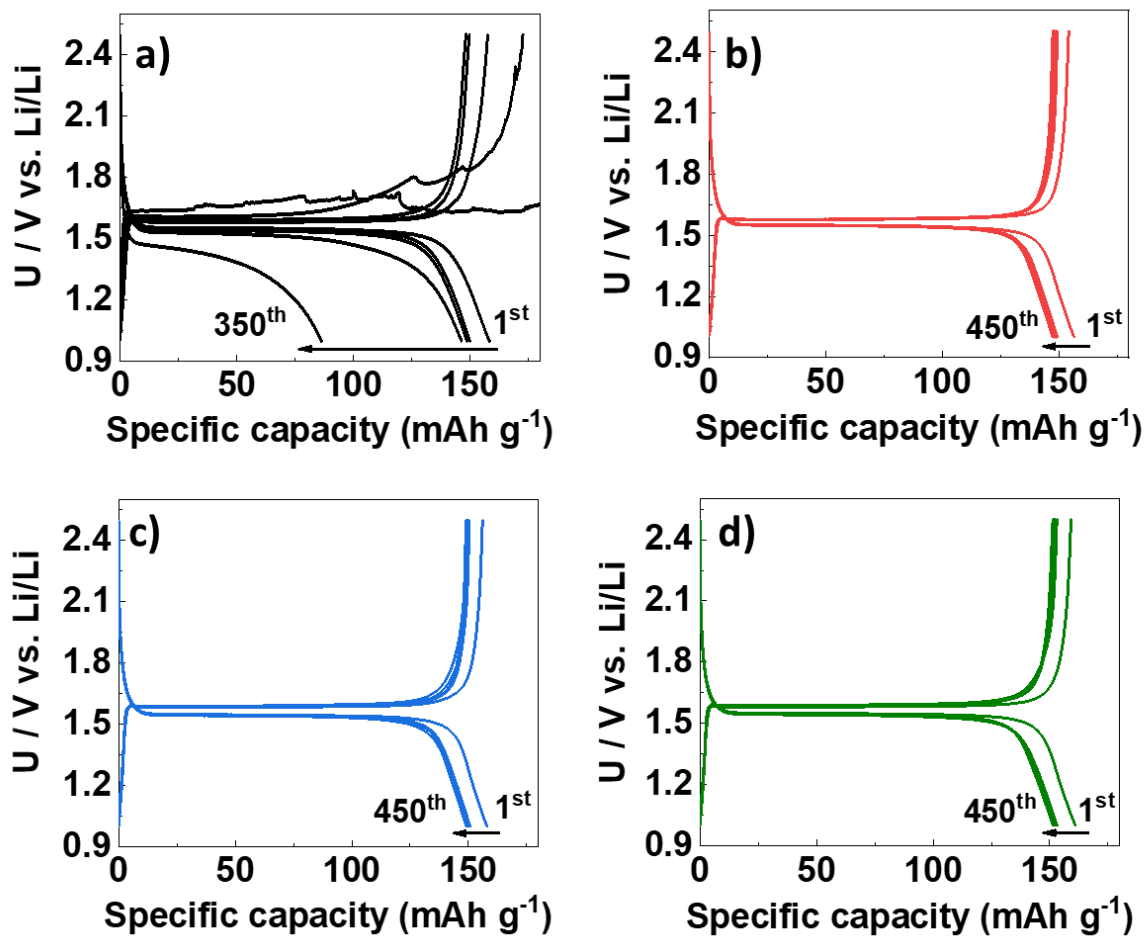 a)
U / V vs. Li/Li
2.4
2.1
1.8
1.5
1.2
0.9
350th
1st
0 50 100 150
Specific capacity (mAh g-1)
b)
U / V vs. Li/Li
2.4
2.1
1.8
1.5
1.2
0.9
450th
1st
0 50 100 150
Specific capacity (mAh g-1)
c)
U / V vs. Li/Li
2.4
2.1
1.8
1.5
1.2
0.9
450th
1st
0 50 100 150
Specific capacity (mAh g-1)
d)
U / V vs. Li/Li
2.4
2.1
1.8
1.5
1.2
0.9
450th
1st
0 50 100 150
Specific capacity (mAh g-1)